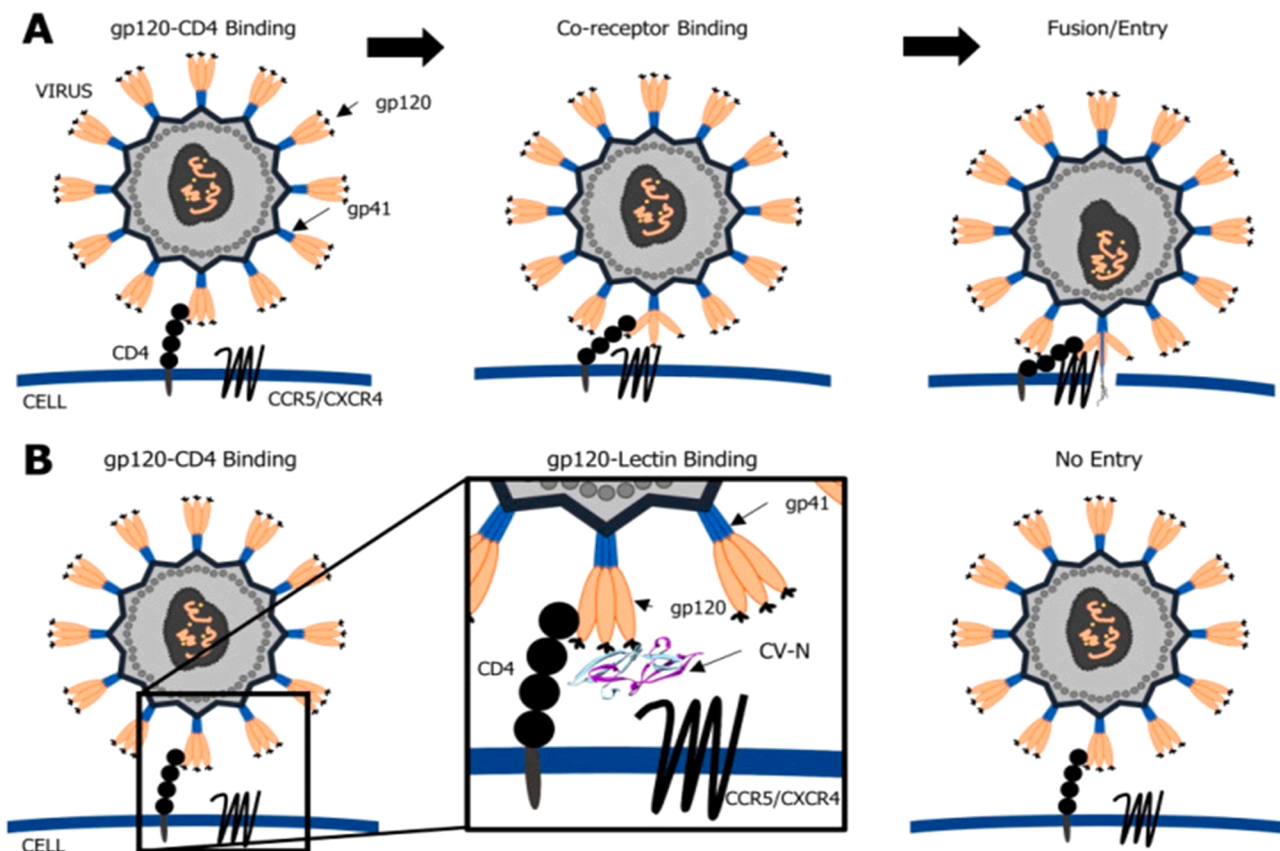 A
gp120-CD4 Binding
Co-receptor Binding
Fusion/Entry
VIRUS
gp120
gp41
CD4
CELL
CCR5/CXCR4
B
gp120-CD4 Binding
gp120-Lectin Binding
No Entry
gp41
gp120
CV-N
CD4
CCR5/CXCR4
CELL